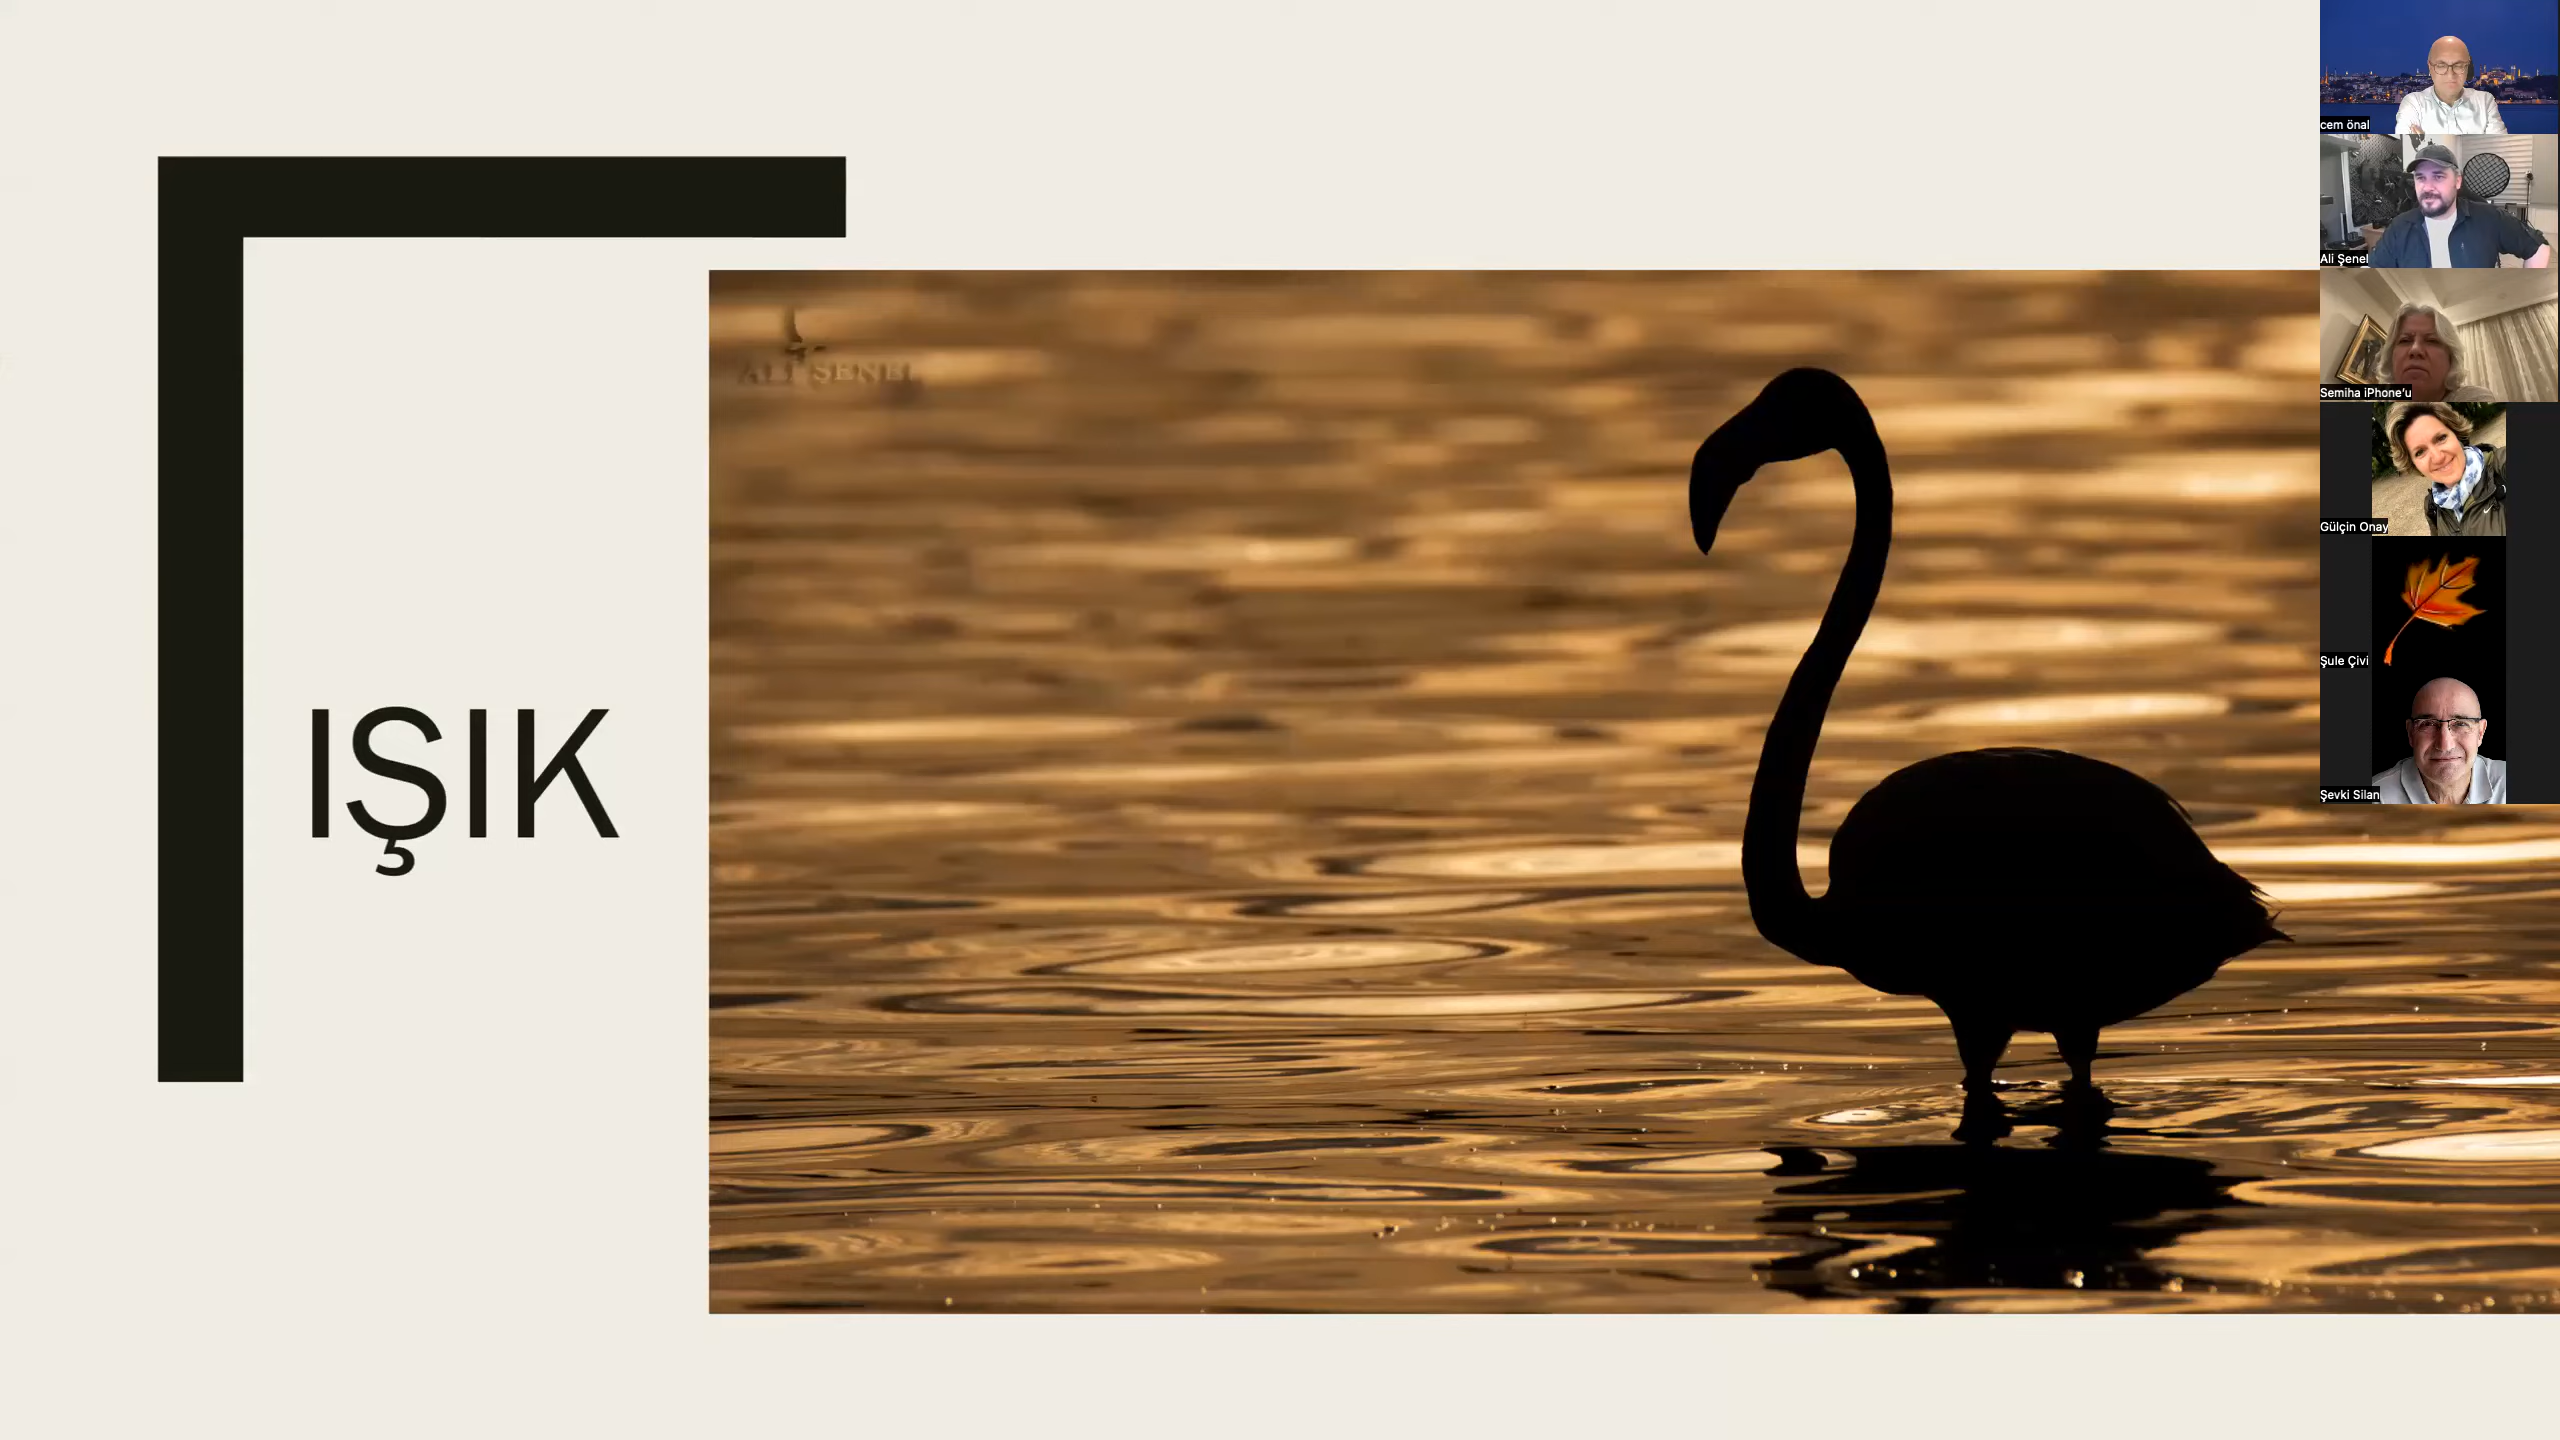 IŞIK
ALİ ŞENEL
cem önal
Ali Şenel
Semiha iPhone'u
Gülçin Onay
Şule Çivi
Şevki Silan